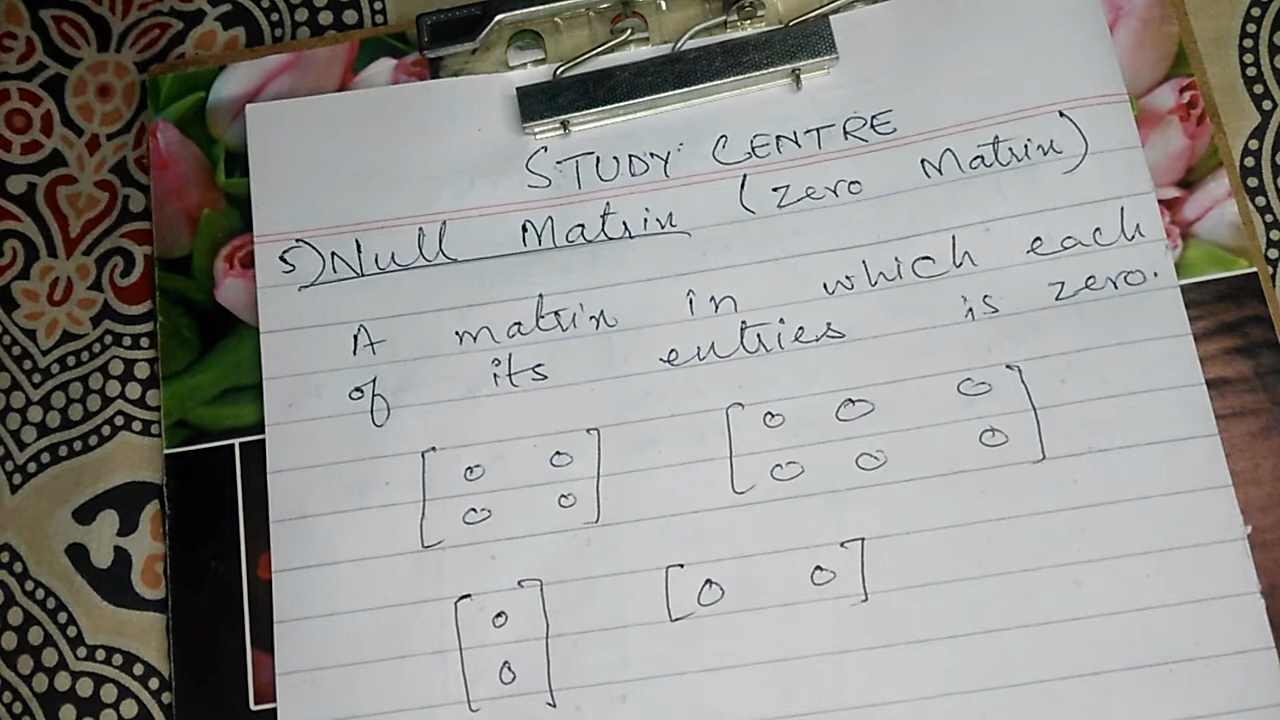 STUDY CENTRE
5) Null Matrix (zero Matrix)
A matrix in which each
of its entries is zero.
[0 0 [0 0 0
0 0] 0 0 0]
[0 [0 0]
0]